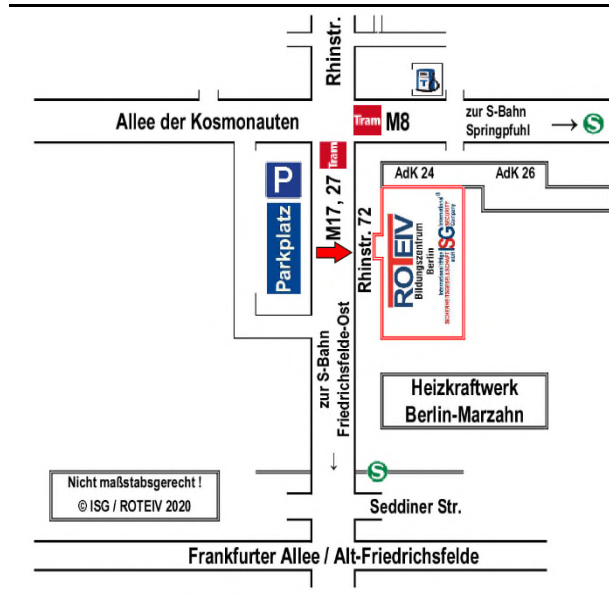 Rhinstr.
Allee der Kosmonauten
Tram M8
zur S-Bahn
Springpfuhl → S
Tram
M17, 27
P
Parkplatz
AdK 24
AdK 26
Rhinstr. 72
ROTEIV
Bildungszentrum
Berlin
ISG
SICHERHEITSGESELLSCHAFT
zur S-Bahn
Friedrichsfelde-Ost
↓
Heizkraftwerk
Berlin-Marzahn
S
Nicht maßstabsgerecht !
© ISG / ROTEIV 2020
Seddiner Str.
Frankfurter Allee / Alt-Friedrichsfelde